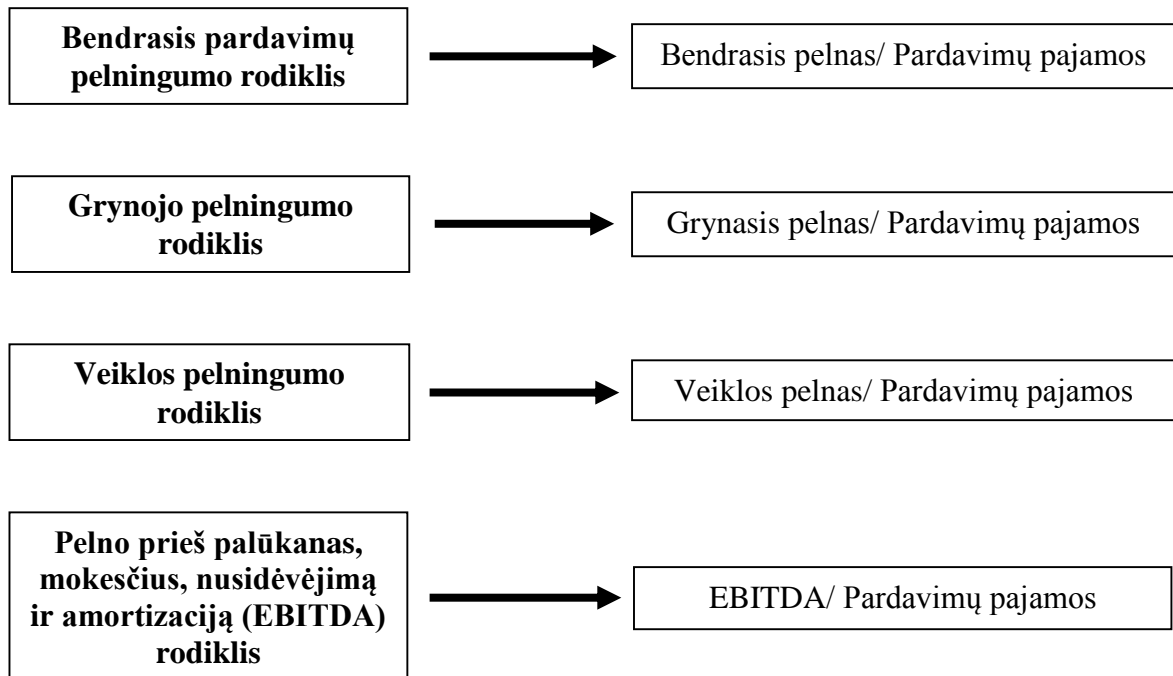 Bendrasis pardavimų
pelningumo rodiklis
Bendrasis pelnas/ Pardavimų pajamos
Grynojo pelningumo
rodiklis
Grynasis pelnas/ Pardavimų pajamos
Veiklos pelningumo
rodiklis
Veiklos pelnas/ Pardavimų pajamos
Pelno prieš palūkanas,
mokesčius, nusidėvėjimą
ir amortizaciją (EBITDA)
rodiklis
EBITDA/ Pardavimų pajamos